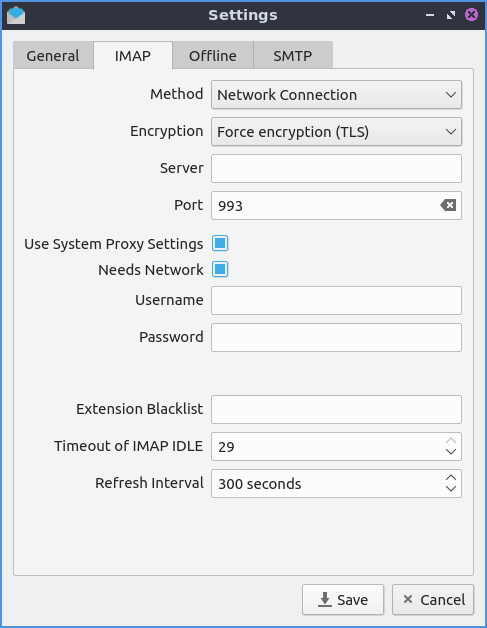 Settings
General IMAP Offline SMTP
Method Network Connection
Encryption Force encryption (TLS)
Server
Port 993
Use System Proxy Settings
Needs Network
Username
Password
Extension Blacklist
Timeout of IMAP IDLE 29
Refresh Interval 300 seconds
Save Cancel